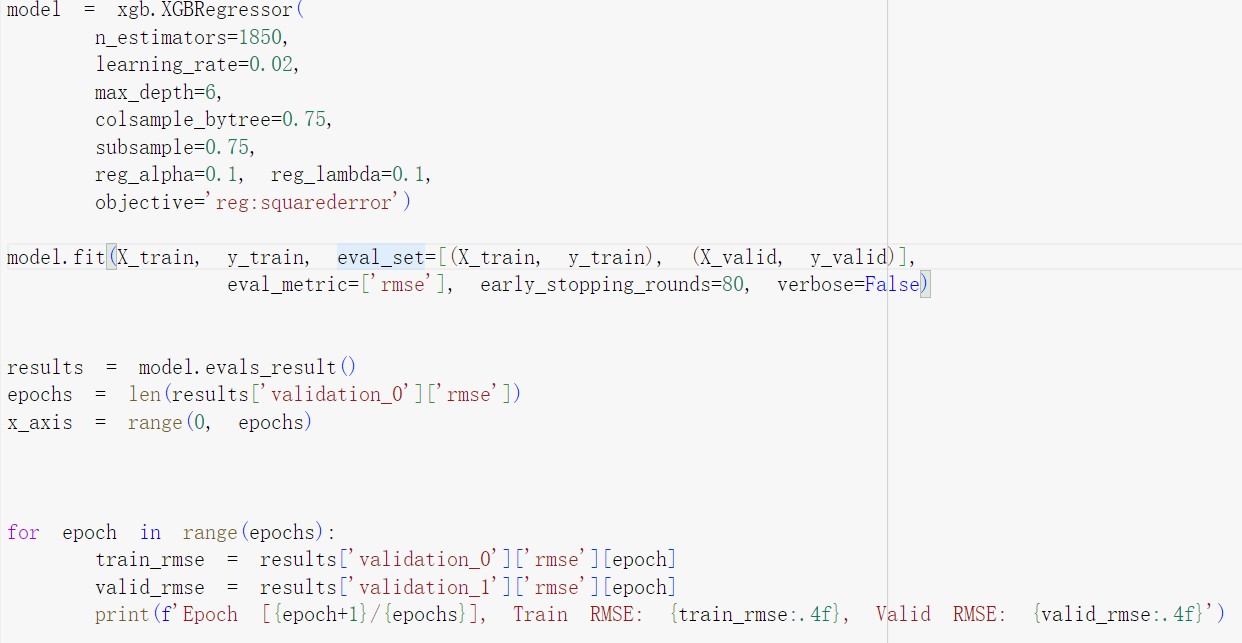 model = xgb.XGBRegressor(
n_estimators=1850,
learning_rate=0.02,
max_depth=6,
colsample_bytree=0.75,
subsample=0.75,
reg_alpha=0.1, reg_lambda=0.1,
objective='reg:squarederror')
model.fit(X_train, y_train, eval_set=[(X_train, y_train), (X_valid, y_valid)],
eval_metric=['rmse'], early_stopping_rounds=80, verbose=False)
results = model.evals_result()
epochs = len(results['validation_0']['rmse'])
x_axis = range(0, epochs)
for epoch in range(epochs):
train_rmse = results['validation_0']['rmse'][epoch]
valid_rmse = results['validation_1']['rmse'][epoch]
print(f'Epoch [{epoch+1}/{epochs}], Train RMSE: {train_rmse:.4f}, Valid RMSE: {valid_rmse:.4f}')